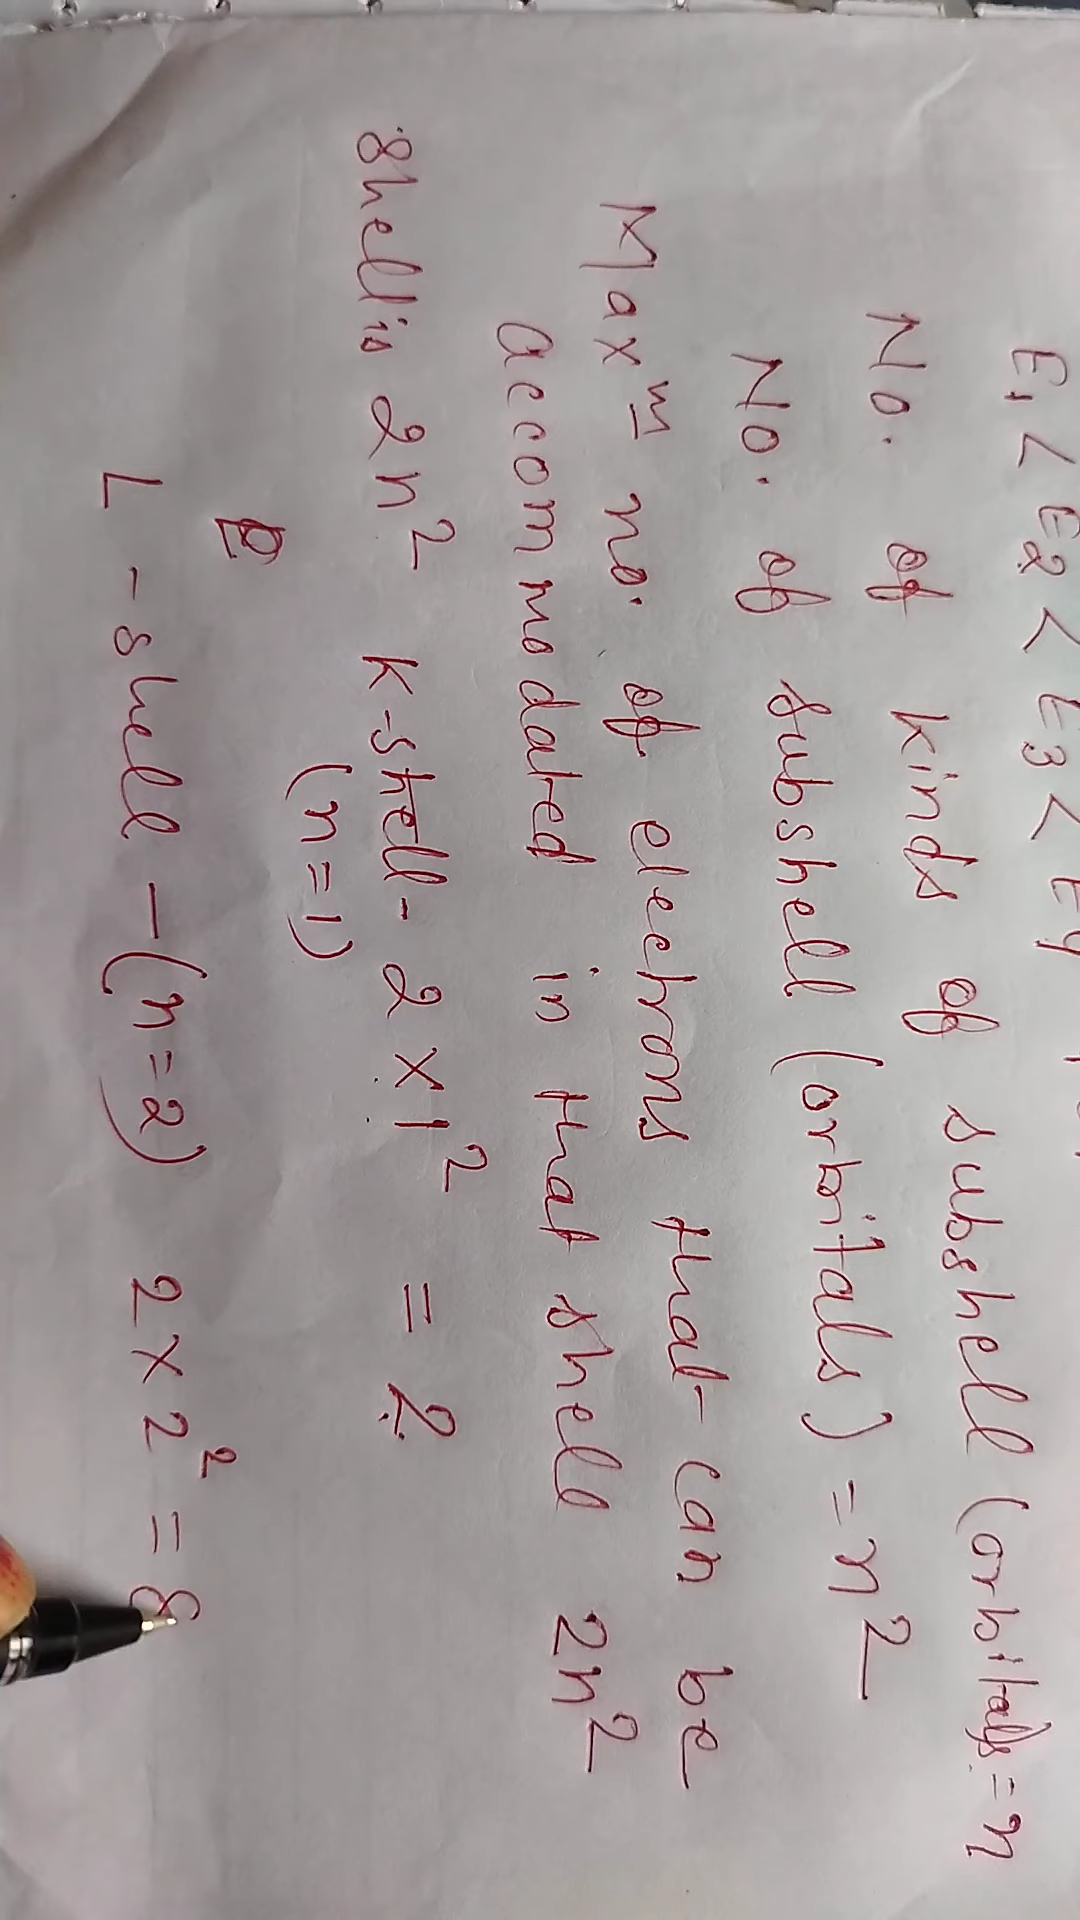 E₁ < E₂ < E₃ < E₄
No. of kinds of subshell (orbitals = n
No. of subshell (orbitals) = n²
Maxᵐ no. of electrons that can be
accommodated in that shell 2n²
shell is 2n² K-shell - 2 × 1² = 2
(n=1)
L - shell - (n=2) 2 × 2² = 8